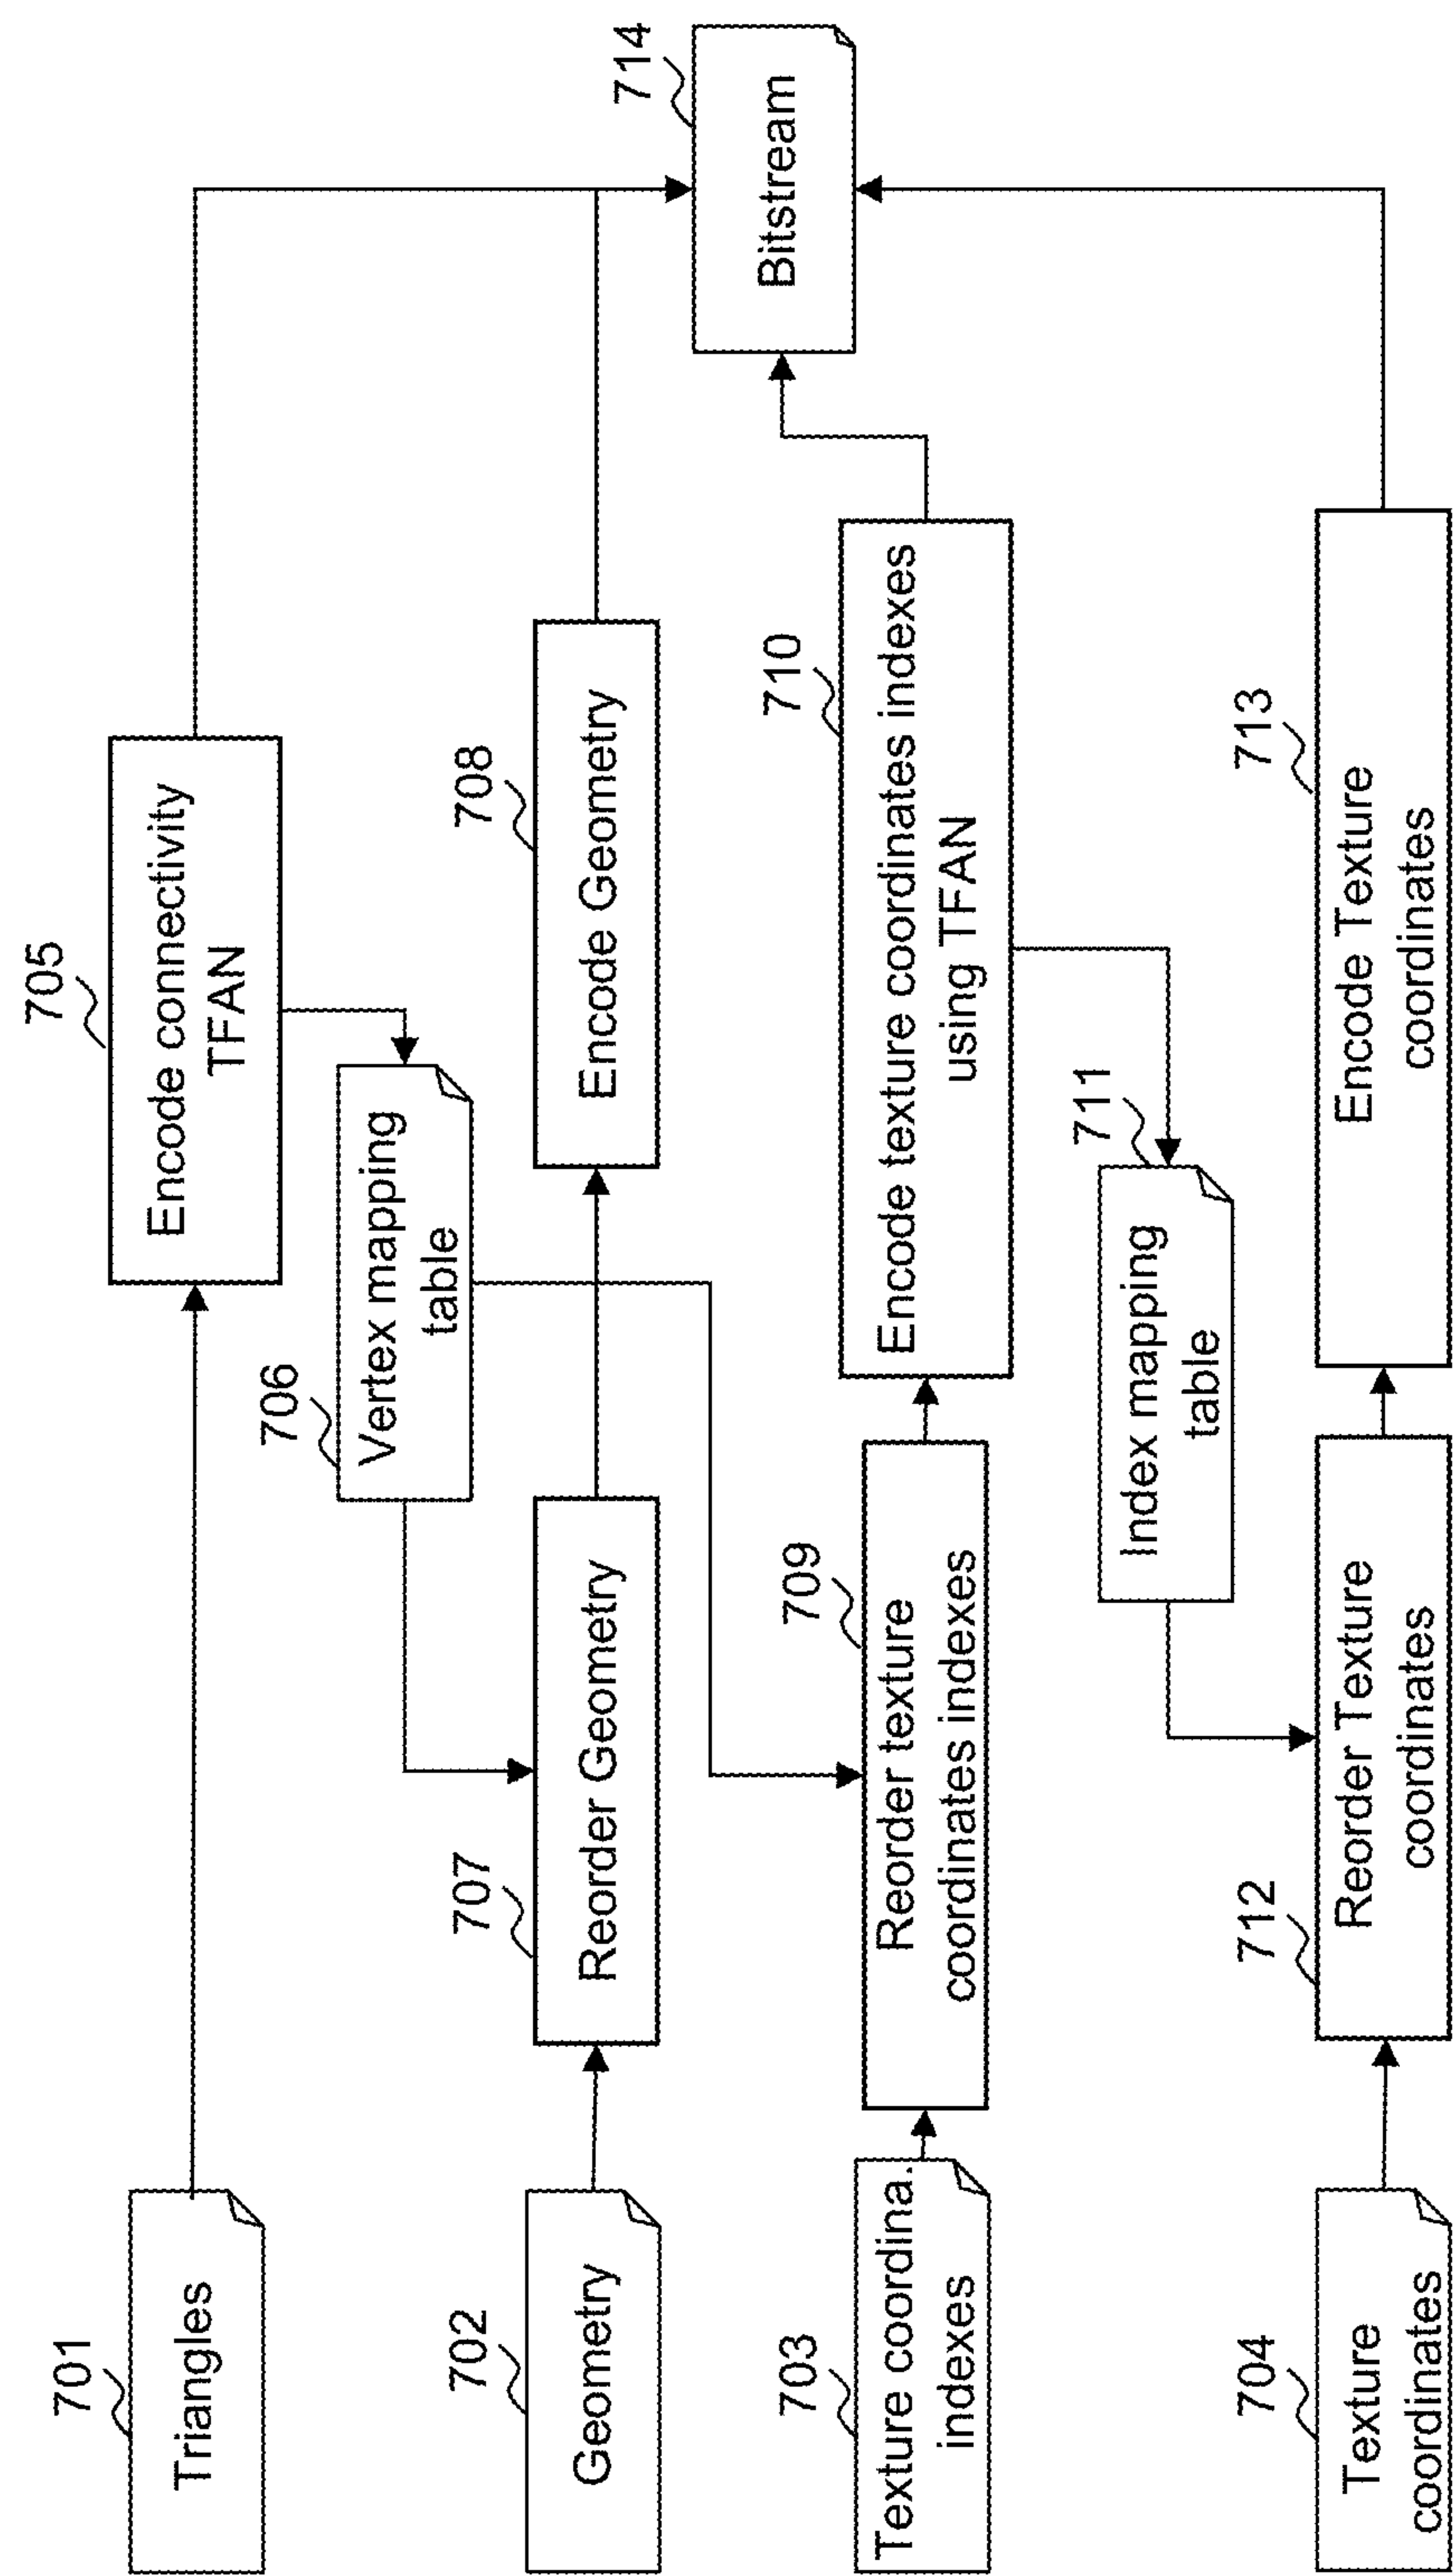 701
Triangles
705
Encode connectivity
TFAN
706
Vertex mapping
table
702
Geometry
707
Reorder Geometry
708
Encode Geometry
714
Bitstream
703
Texture coordina.
indexes
709
Reorder texture
coordinates indexes
710
Encode texture coordinates indexes
using TFAN
711
Index mapping
table
704
Texture
coordinates
712
Reorder Texture
coordinates
713
Encode Texture
coordinates